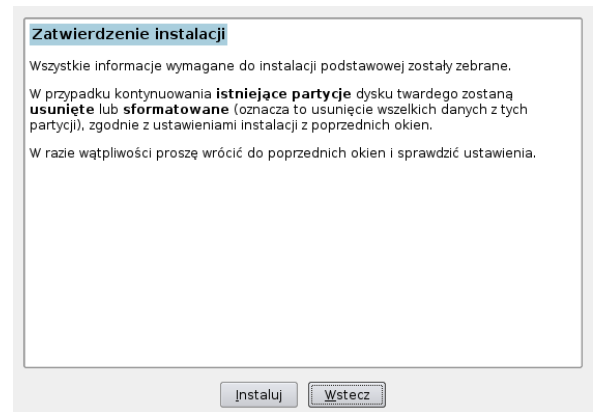 Zatwierdzenie instalacji
Wszystkie informacje wymagane do instalacji podstawowej zostały zebrane.
W przypadku kontynuowania istniejące partycje dysku twardego zostaną
usunięte lub sformatowane (oznacza to usunięcie wszelkich danych z tych
partycji), zgodnie z ustawieniami instalacji z poprzednich okien.
W razie wątpliwości proszę wrócić do poprzednich okien i sprawdzić ustawienia.
Instaluj Wstecz